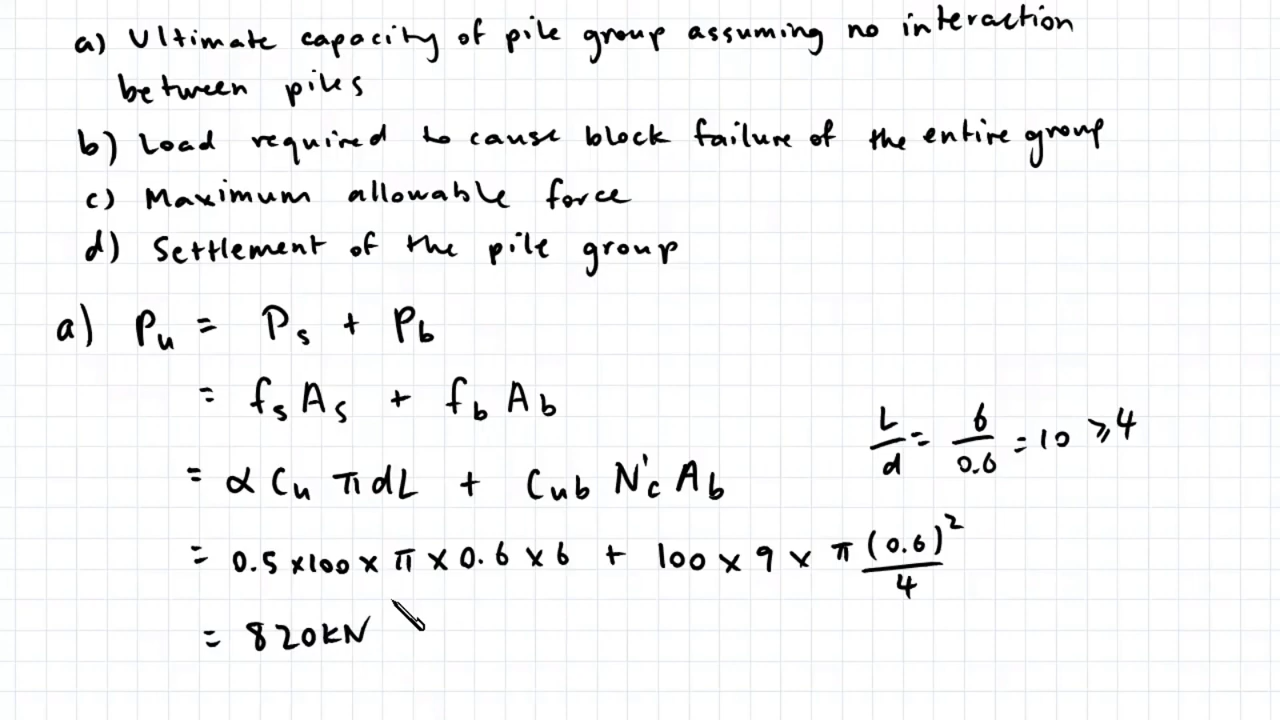 a) Ultimate capacity of pile group assuming no interaction
between piles
b) Load required to cause block failure of the entire group
c) Maximum allowable force
d) Settlement of the pile group
a) Pu = Ps + Pb
= fs As + fb Ab
L/d = 6/0.6 = 10 ⩾ 4
= α Cu π d L + Cub N'c Ab
= 0.5 × 100 × π × 0.6 × 6 + 100 × 9 × π (0.6)²/4
= 820kN